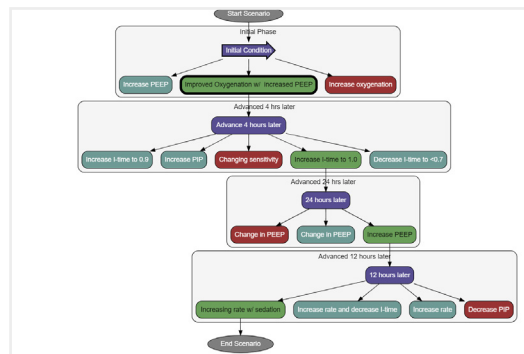 Start Scenario
Initial Phase
Initial Condition
Increase PEEP
Improved Oxygenation w/ increased PEEP
Increase oxygenation
Advanced 4 hrs later
Advance 4 hours later
Increase I-time to 0.9
Increase PIP
Changing sensitivity
Increase I-time to 1.0
Decrease I-time to <0.7
Advanced 24 hrs later
24 hours later
Change in PEEP
Change in PEEP
Increase PEEP
Advanced 12 hrs later
12 hours later
Increasing rate w/ sedation
Increase rate and decrease I-time
Increase rate
Decrease PIP
End Scenario